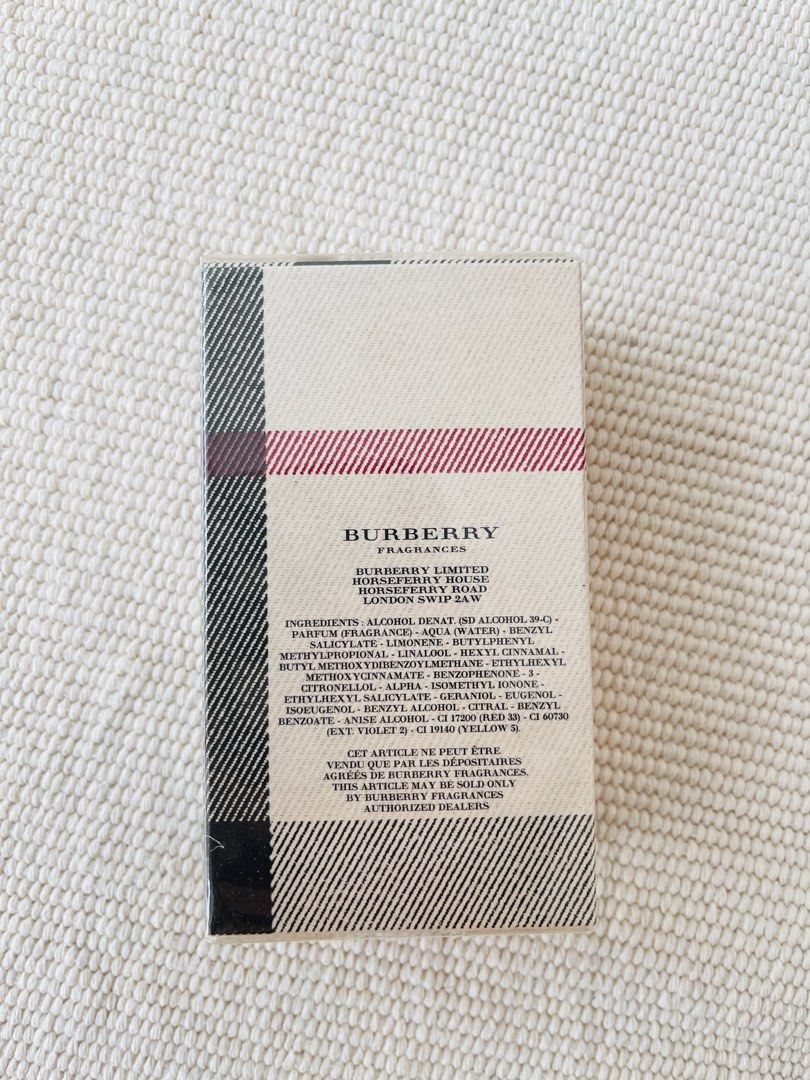 BURBERRY
FRAGRANCES
BURBERRY LIMITED
HORSEFERRY HOUSE
HORSEFERRY ROAD
LONDON SW1P 2AW
INGREDIENTS : ALCOHOL DENAT. (SD ALCOHOL 39-C) -
PARFUM (FRAGRANCE) - AQUA (WATER) - BENZYL
SALICYLATE - LIMONENE - BUTYLPHENYL
METHYLPROPIONAL - LINALOOL - HEXYL CINNAMAL -
BUTYL METHOXYDIBENZOYLMETHANE - ETHYLHEXYL
METHOXYCINNAMATE - BENZOPHENONE - 3 -
CITRONELLOL - ALPHA - ISOMETHYL IONONE -
ETHYLHEXYL SALICYLATE - GERANIOL - EUGENOL -
ISOEUGENOL - BENZYL ALCOHOL - CITRAL - BENZYL
BENZOATE - ANISE ALCOHOL - CI 17200 (RED 33) - CI 60730
(EXT. VIOLET 2) - CI 19140 (YELLOW 5).
CET ARTICLE NE PEUT ÊTRE
VENDU QUE PAR LES DÉPOSITAIRES
AGRÉÉS DE BURBERRY FRAGRANCES.
THIS ARTICLE MAY BE SOLD ONLY
BY BURBERRY FRAGRANCES
AUTHORIZED DEALERS